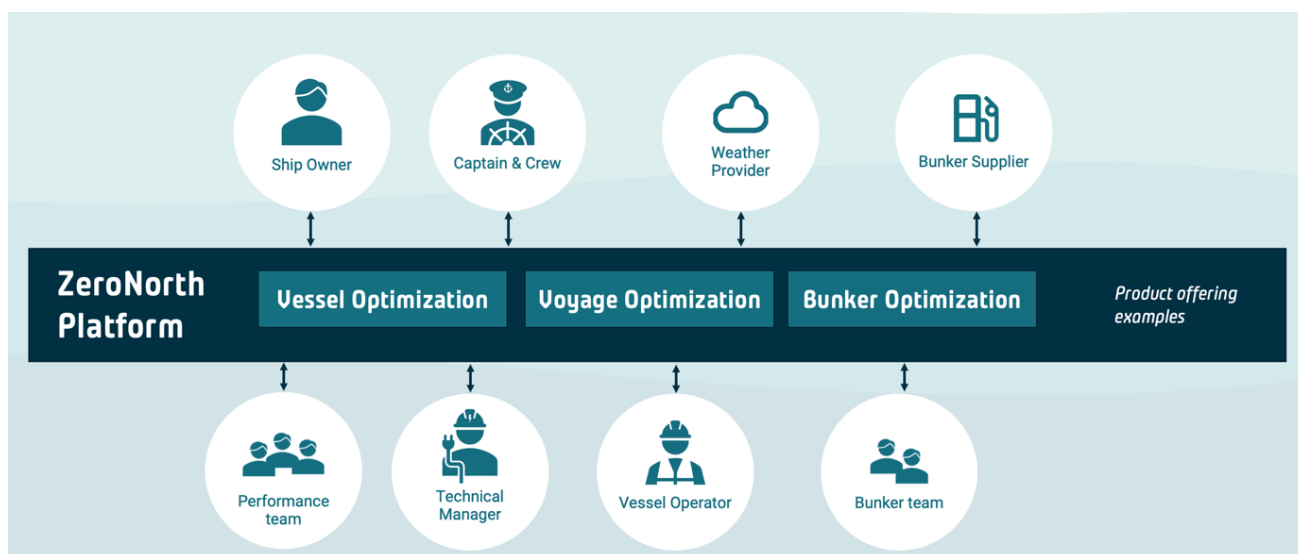 Ship Owner
Captain & Crew
Weather
Provider
Bunker Supplier
ZeroNorth
Platform
Vessel Optimization
Voyage Optimization
Bunker Optimization
Product offering
examples
Performance
team
Technical
Manager
Vessel Operator
Bunker team